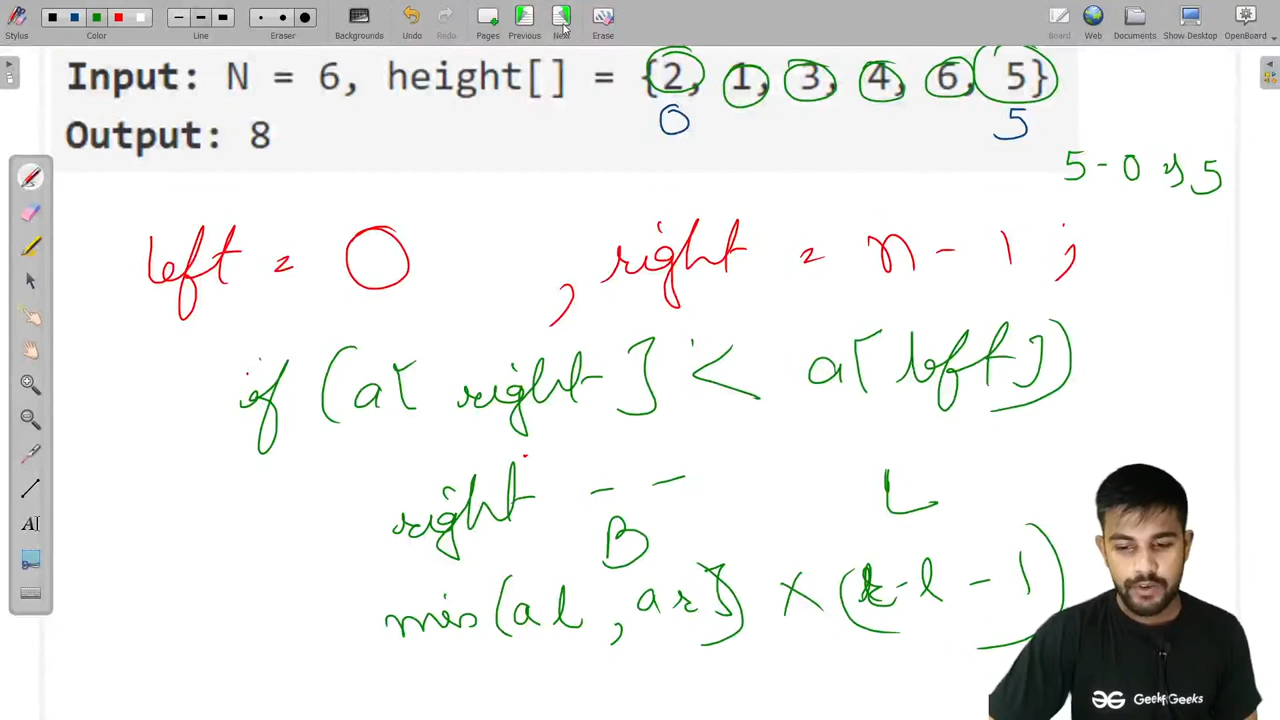 Stylus Color Line Eraser Backgrounds Undo Redo Pages Previous Next Erase Board Web Documents Show Desktop OpenBoard
Input: N = 6, height[] = {2, 1, 3, 4, 6, 5}
0 5
Output: 8
5 - 0 = 5
left = 0 , right = n - 1 ;
if (a[ right ] < a[ left ])
right - -
B L
min(al , ar) × (r-l - 1)
GeeksforGeeks